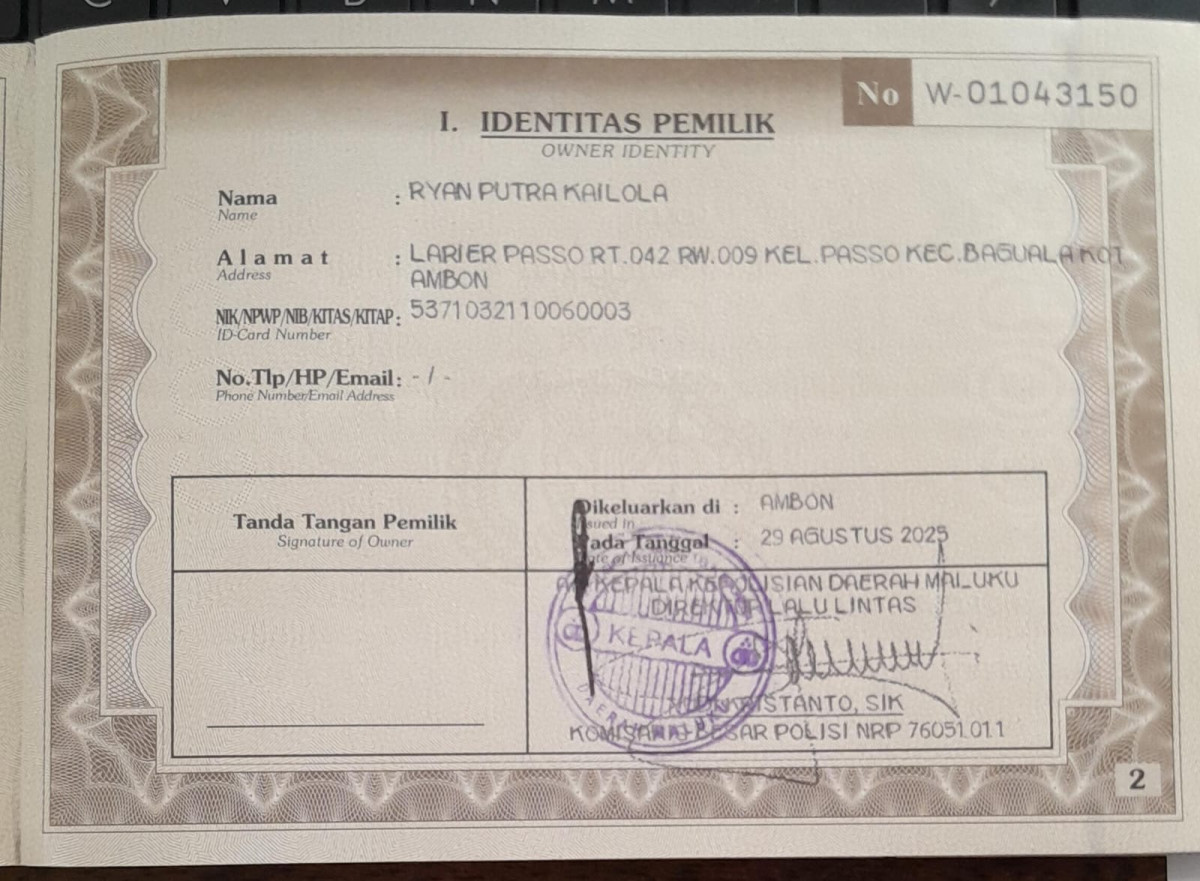 No W-01043150
I. IDENTITAS PEMILIK
OWNER IDENTITY
Nama : RYAN PUTRA KAILOLA
Name
Alamat : LARIER PASSO RT.042 RW.009 KEL.PASSO KEC.BAGUALA KOT
Address
AMBON
NIK/NPWP/NIB/KITAS/KITAP : 5371032110060003
ID-Card Number
No.Tlp/HP/Email : - / -
Phone Number/Email Address
Tanda Tangan Pemilik
Signature of Owner
Dikeluarkan di : AMBON
Issued in
Pada Tanggal : 29 AGUSTUS 2025
Date of Issuance
KEPALA KEPOLISIAN DAERAH MALUKU
DIREKTUR LALU LINTAS
KEPALA
DAERAH MALUKU
SIK
KOMISARIS BESAR POLISI NRP 76051011
2